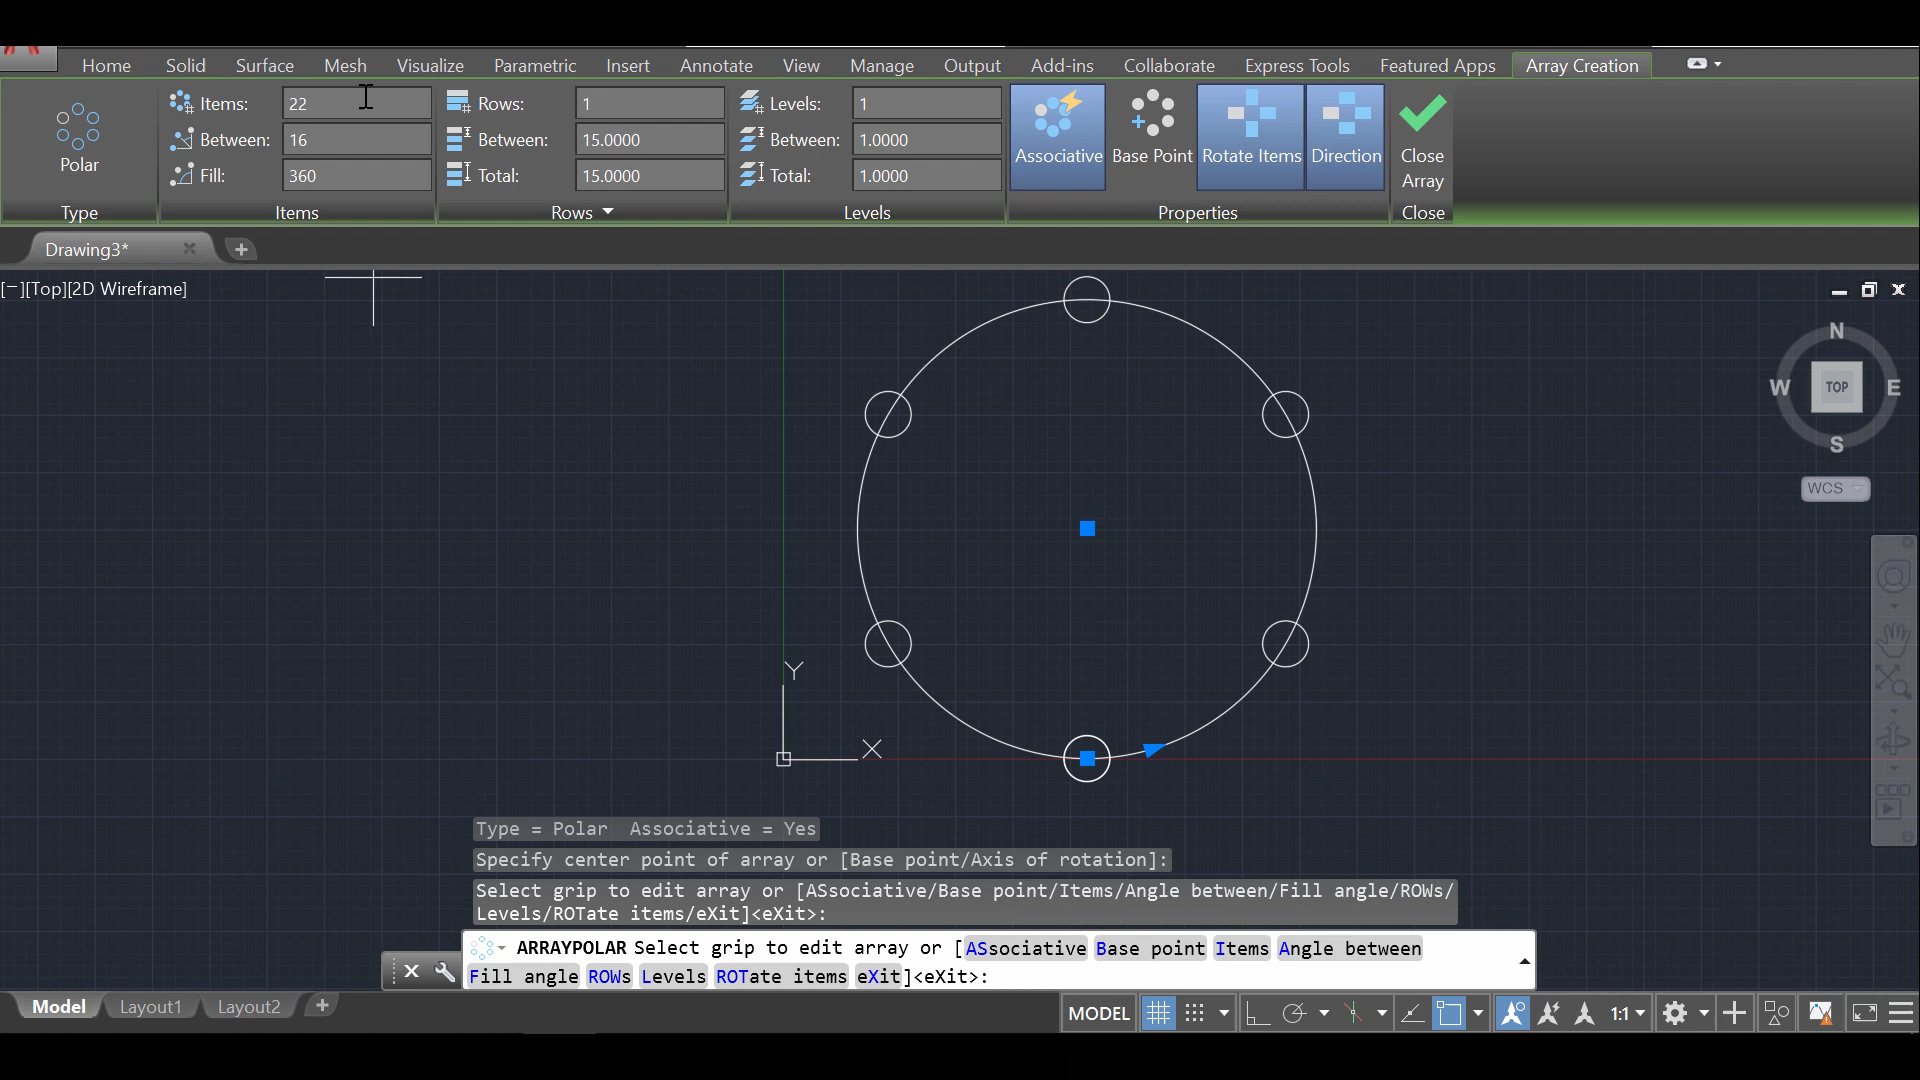 Home Solid Surface Mesh Visualize Parametric Insert Annotate View Manage Output Add-ins Collaborate Express Tools Featured Apps Array Creation
Items: 22 Rows: 1 Levels: 1
Between: 16 Between: 15.0000 Between: 1.0000
Polar Associative Base Point Rotate Items Direction Close
Array
Fill: 360 Total: 15.0000 Total: 1.0000
Type Items Rows Levels Properties Close
Drawing3*
[−][Top][2D Wireframe]
N
W TOP E
S
WCS
Y
X
Type = Polar Associative = Yes
Specify center point of array or [Base point/Axis of rotation]:
Select grip to edit array or [ASsociative/Base point/Items/Angle between/Fill angle/ROWs/
Levels/ROTate items/eXit]<eXit>:
ARRAYPOLAR Select grip to edit array or [ASsociative Base point Items Angle between
Fill angle ROWs Levels ROTate items eXit]<eXit>:
Model Layout1 Layout2
MODEL 1:1